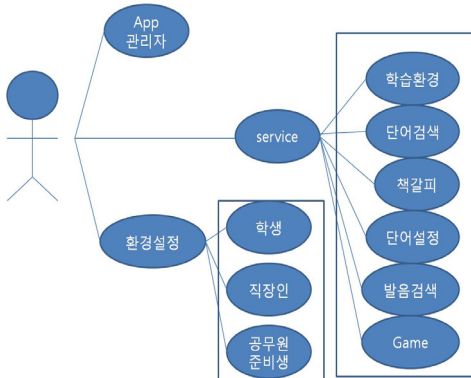 App
관리자
학습환경
단어검색
service
책갈피
환경설정
학생
단어설정
직장인
발음검색
공무원
준비생
Game